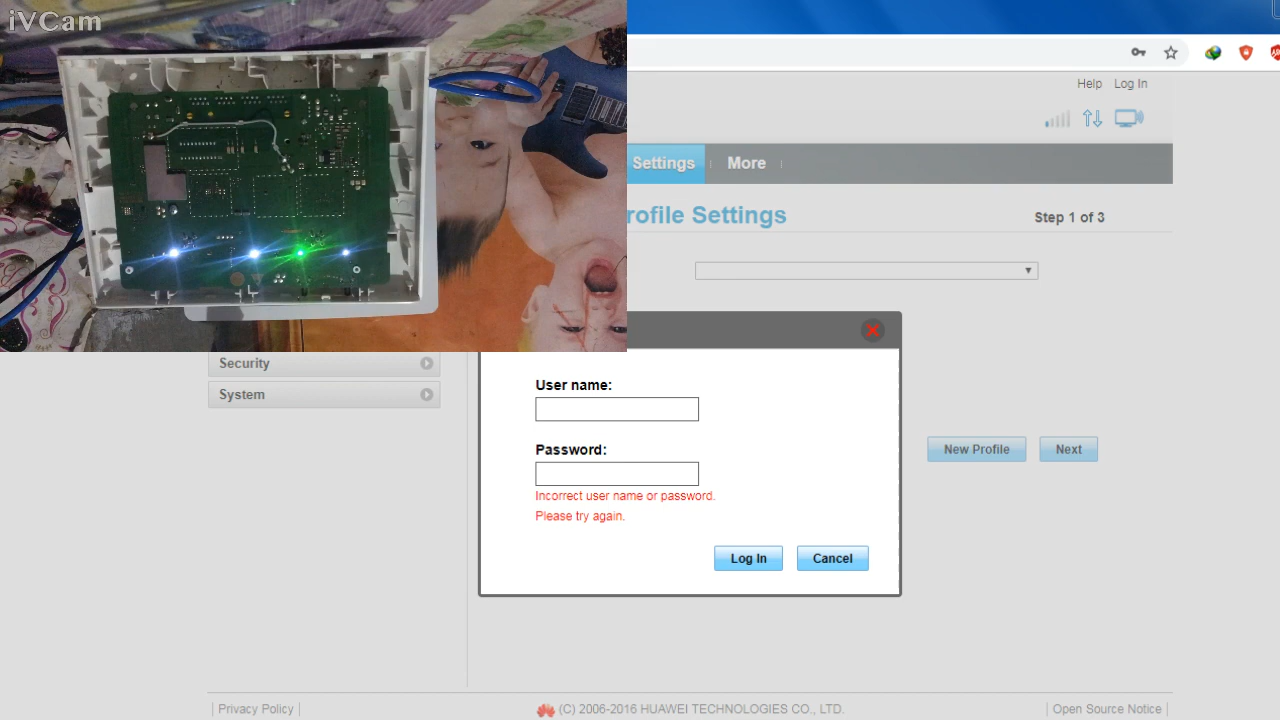 iVCam
Help Log In
Settings More
rofile Settings
Step 1 of 3
Security
System
User name:
Password:
Incorrect user name or password.
Please try again.
Log In Cancel
New Profile Next
Privacy Policy
(C) 2006-2016 HUAWEI TECHNOLOGIES CO., LTD.
Open Source Notice